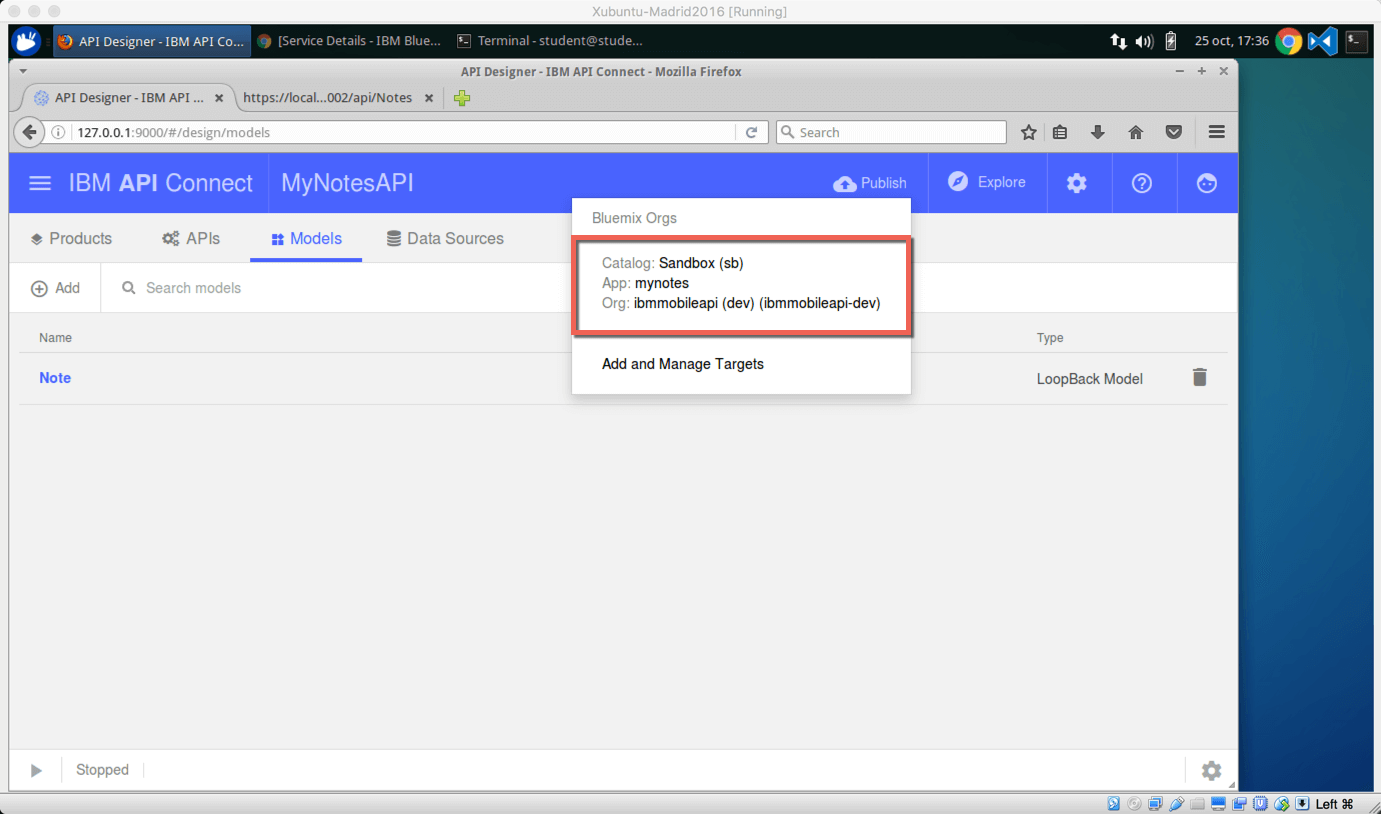 Xubuntu-Madrid2016 [Running]
API Designer - IBM API Co... [Service Details - IBM Blue... Terminal - student@stude... 25 oct, 17:36
API Designer - IBM API Connect - Mozilla Firefox
API Designer - IBM API ... https://local...002/api/Notes
127.0.0.1:9000/#/design/models Search
IBM API Connect MyNotesAPI Publish Explore
Products APIs Models Data Sources
Bluemix Orgs
Catalog: Sandbox (sb)
App: mynotes
Org: ibmmobileapi (dev) (ibmmobileapi-dev)
Add and Manage Targets
Add Search models
Name Type
Note LoopBack Model
Stopped
Left ⌘